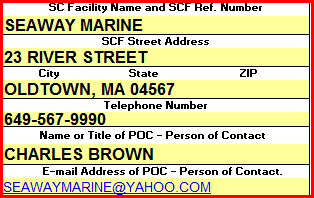 SC Facility Name and SCF Ref. Number
SEAWAY MARINE
SCF Street Address
23 RIVER STREET
City State ZIP
OLDTOWN, MA 04567
Telephone Number
649-567-9990
Name or Title of POC - Person of Contact
CHARLES BROWN
E-mail Address of POC - Person of Contact.
SEAWAYMARINE@YAHOO.COM